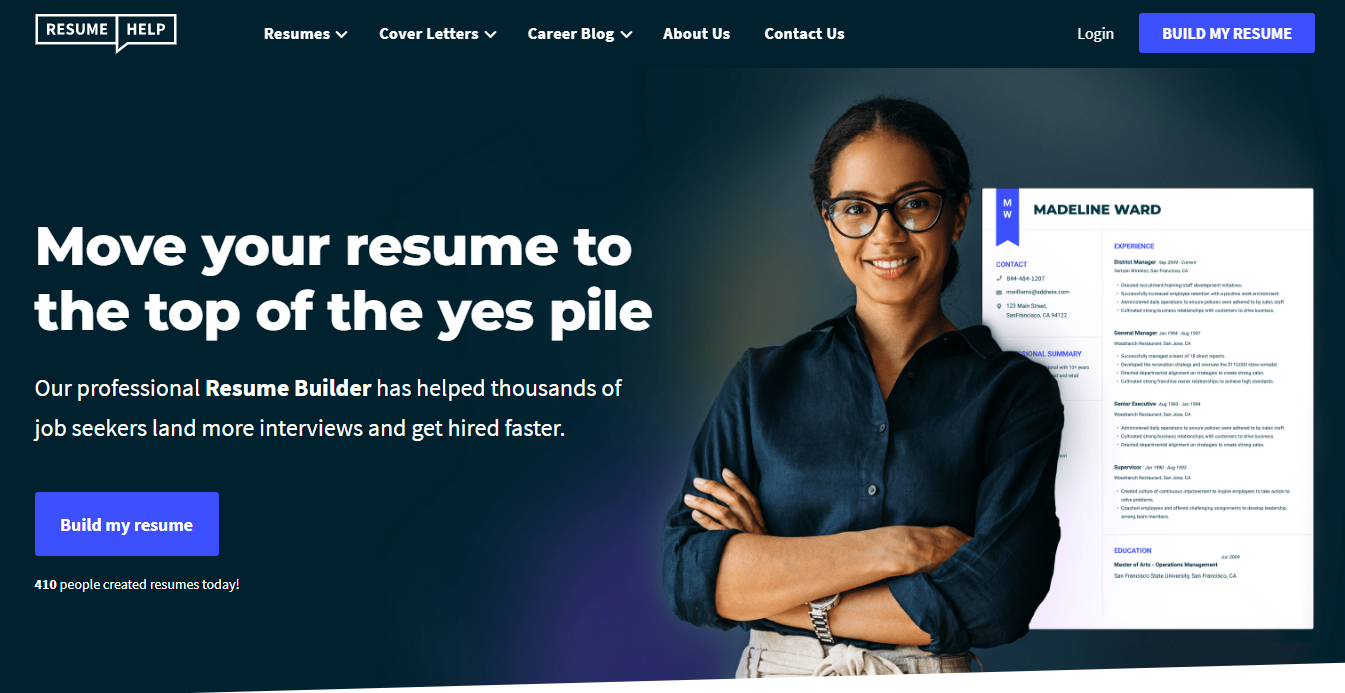 RESUME HELP
Resumes
Cover Letters
Career Blog
About Us
Contact Us
Login
BUILD MY RESUME
Move your resume to
the top of the yes pile
Our professional Resume Builder has helped thousands of
job seekers land more interviews and get hired faster.
Build my resume
410 people created resumes today!
M
W
MADELINE WARD
CONTACT
844-484-1207
mwilliams@address.com
123 Main Street,
SanFrancisco, CA 94122
SIONAL SUMMARY
sonal with 10+ years
and retail
EXPERIENCE
District Manager Sep 2009 - Current
Verizon Wireless, San Francisco, CA
• Directed recruitment/training/staff development initiatives.
• Successfully increased employee retention with a positive work environment.
• Administered daily operations to ensure policies were adhered to by sales staff.
• Cultivated strong business relationships with customers to drive business.
General Manager Jan 1994 - Aug 1997
Woodranch Restaurant, San Jose, CA
• Successfully managed a team of 18 direct reports.
• Developed the renovation strategy and oversaw the $110,000 store remodel.
• Directed departmental alignment on strategies to create strong sales.
• Cultivated strong franchise owner relationships to achieve high standards.
Senior Executive Aug 1993 - Jan 1994
Woodranch Restaurant, San Jose, CA
• Administered daily operations to ensure policies were adhered to by sales staff.
• Cultivated strong business relationships with customers to drive business.
• Directed departmental alignment on strategies to create strong sales.
Supervisor Jan 1990 - Aug 1993
Woodranch Restaurant, San Jose, CA
• Created culture of continuous improvement to inspire employees to take action to
solve problems.
• Coached employees and offered challenging assignments to develop leadership
among team members.
EDUCATION
Jun 2009
Master of Arts - Operations Management
San Francisco State University, San Francisco, CA